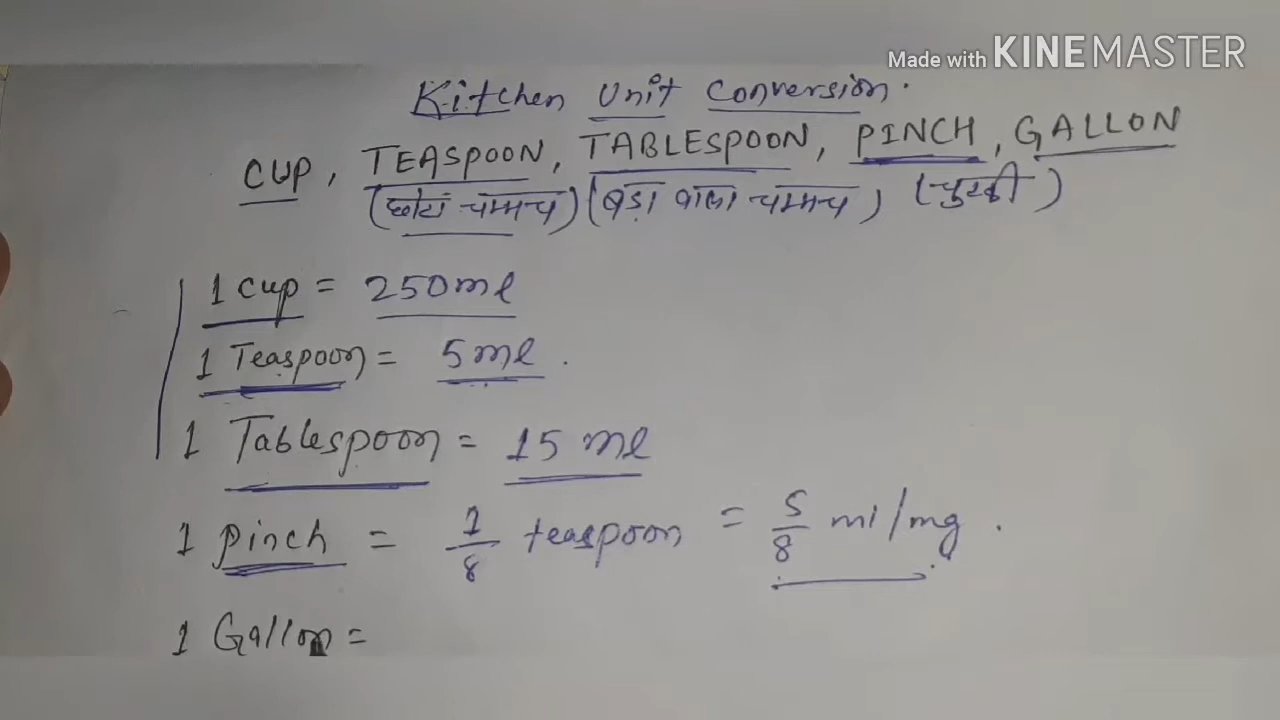 Made with KINEMASTER
Kitchen Unit Conversion.
CUP, TEASPOON, TABLESPOON, PINCH, GALLON
(छोटा चम्मच) (बड़ा वाला चम्मच) (चुटकी)
1 Cup = 250ml
1 Teaspoon = 5ml.
1 Tablespoon = 15 ml
1 pinch = 1/8 teaspoon = 5/8 ml/mg.
1 Gallon =